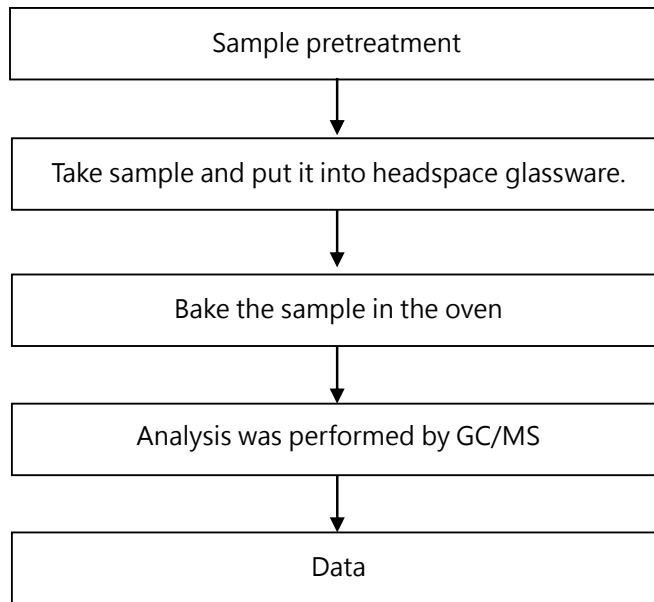 Sample pretreatment
Take sample and put it into headspace glassware.
Bake the sample in the oven
Analysis was performed by GC/MS
Data